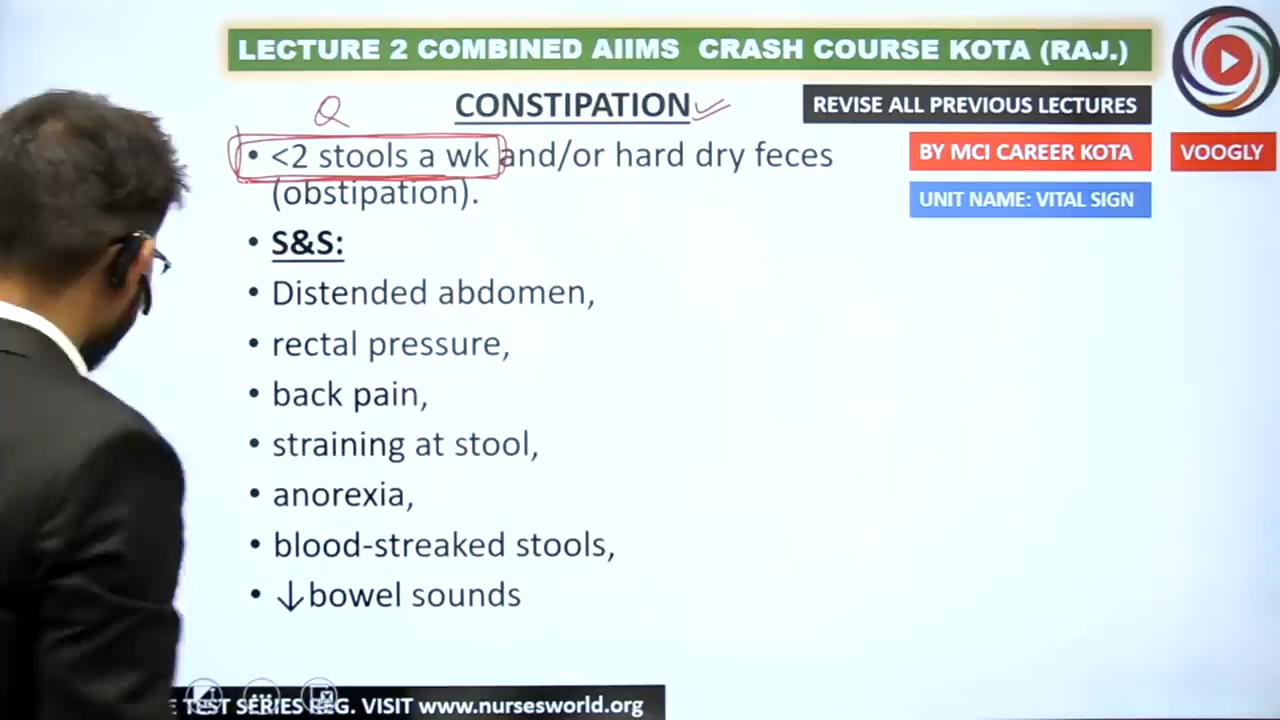 LECTURE 2 COMBINED AIIMS CRASH COURSE KOTA (RAJ.)
Q
CONSTIPATION
REVISE ALL PREVIOUS LECTURES
• <2 stools a wk and/or hard dry feces
(obstipation).
BY MCI CAREER KOTA
VOOGLY
UNIT NAME: VITAL SIGN
• S&S:
• Distended abdomen,
• rectal pressure,
• back pain,
• straining at stool,
• anorexia,
• blood-streaked stools,
• ↓bowel sounds
TEST SERIES REG. VISIT www.nursesworld.org